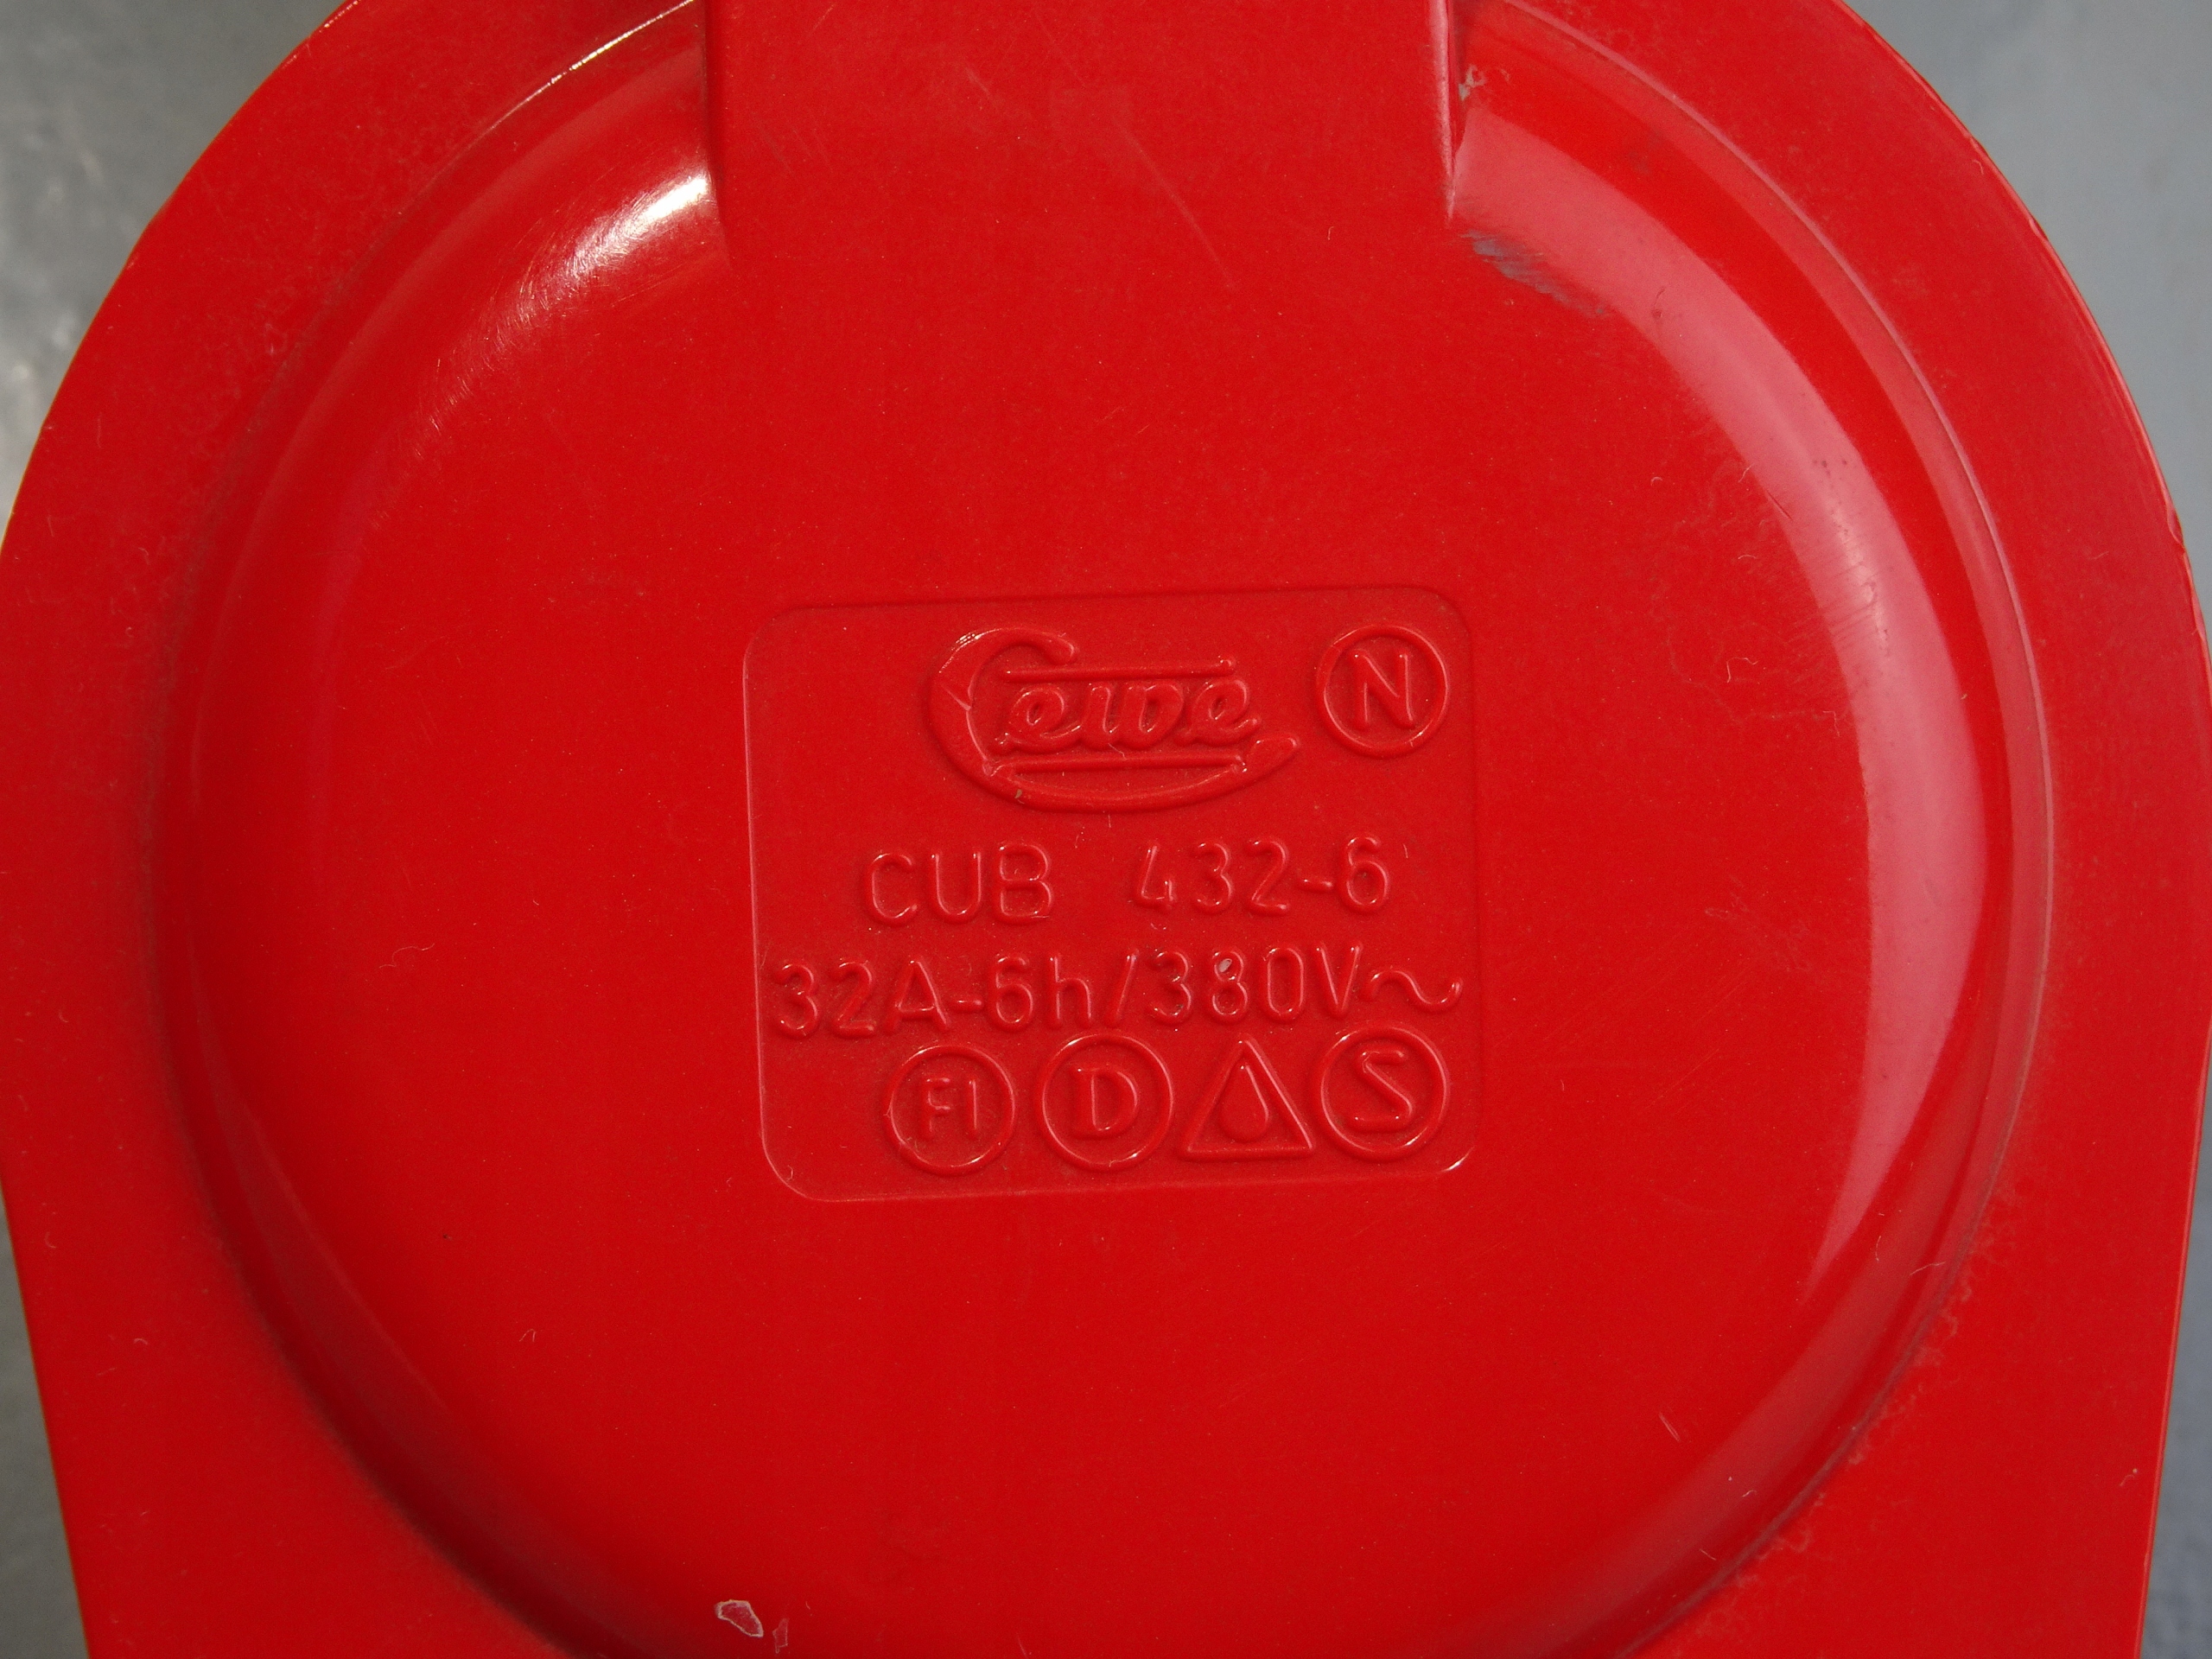 Cewe N
CUB 432-6
32A-6h/380V~
FI D S